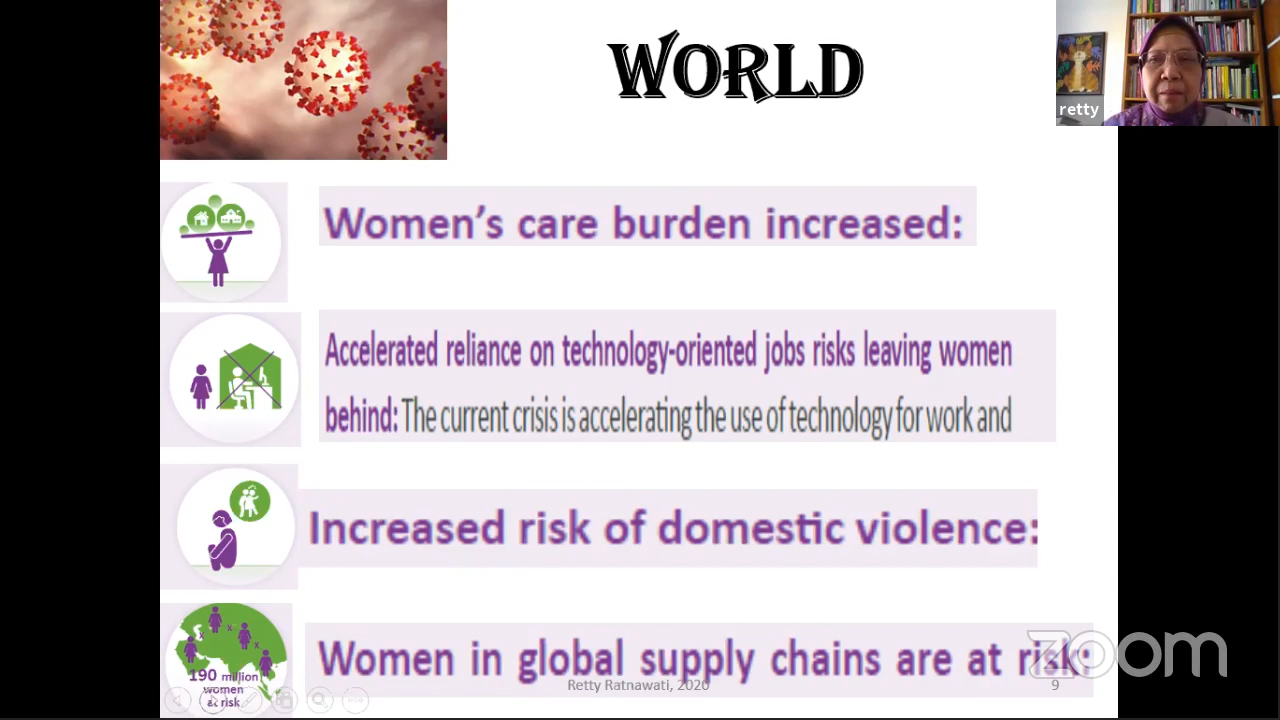 WORLD
retty
Women's care burden increased:
Accelerated reliance on technology-oriented jobs risks leaving women
behind: The current crisis is accelerating the use of technology for work and
Increased risk of domestic violence:
190 million
women
at risk
Women in global supply chains are at risk:
Retty Ratnawati, 2020
9
zoom